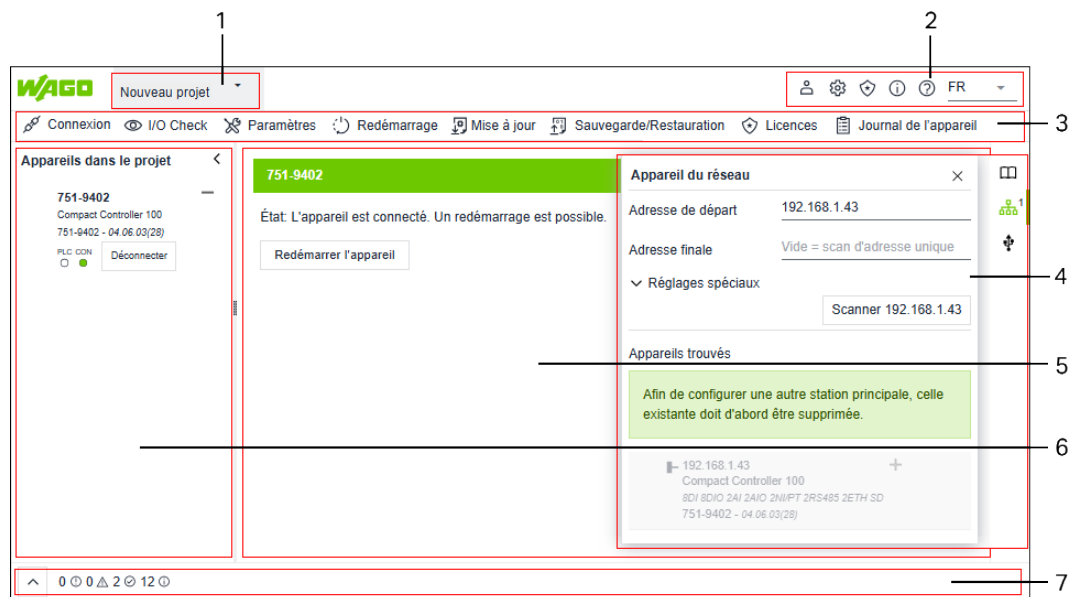 1
2
WAGO
Nouveau projet
FR
Connexion I/O Check Paramètres Redémarrage Mise à jour Sauvegarde/Restauration Licences Journal de l'appareil
3
Appareils dans le projet
751-9402
Compact Controller 100
751-9402 - 04.06.03(28)
PLC CON
Déconnecter
751-9402
État: L'appareil est connecté. Un redémarrage est possible.
Redémarrer l'appareil
Appareil du réseau
Adresse de départ 192.168.1.43
Adresse finale Vide = scan d'adresse unique
Réglages spéciaux
Scanner 192.168.1.43
Appareils trouvés
Afin de configurer une autre station principale, celle
existante doit d'abord être supprimée.
192.168.1.43
Compact Controller 100
8DI 8DIO 2AI 2AIO 2NI/PT 2RS485 2ETH SD
751-9402 - 04.06.03(28)
1
4
5
6
0 0 2 12
7